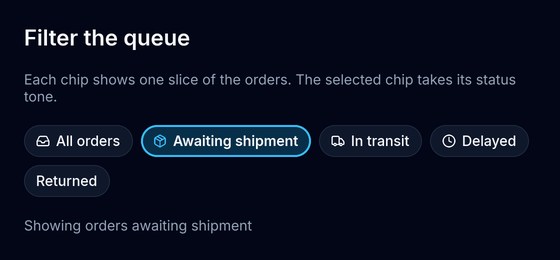 Filter the queue
Each chip shows one slice of the orders. The selected chip takes its status
tone.
All orders
Awaiting shipment
In transit
Delayed
Returned
Showing orders awaiting shipment